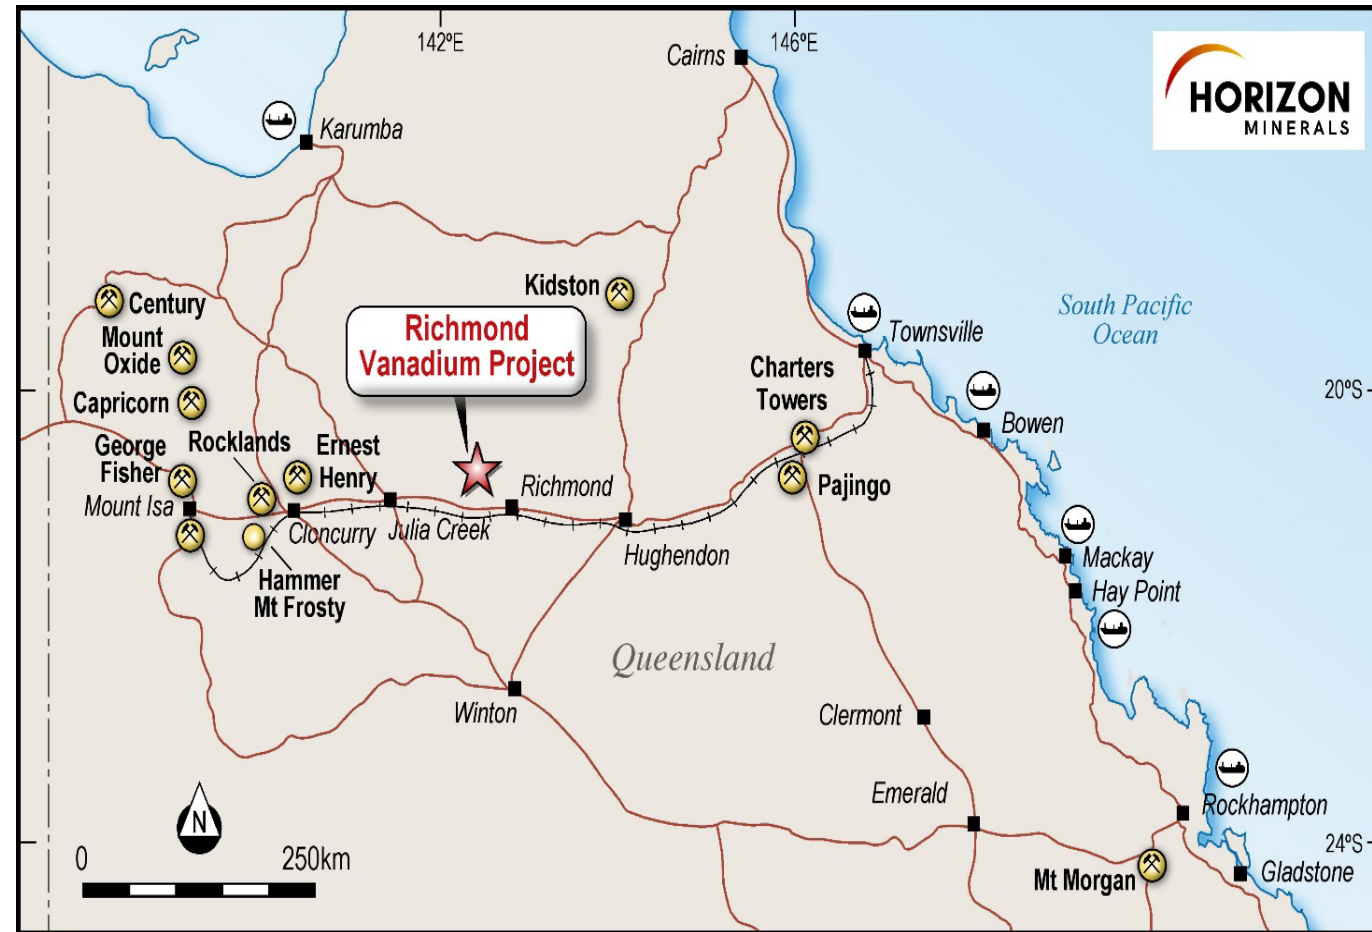 142ºE
146ºE
Cairns
HORIZON
MINERALS
Karumba
Kidston
Century
South Pacific
Ocean
Richmond
Vanadium Project
Mount
Oxide
Townsville
Charters
Towers
20ºS
Capricorn
Bowen
Rocklands
Ernest
Henry
George
Fisher
Richmond
Pajingo
Mount Isa
Cloncurry
Julia Creek
Hughendon
Mackay
Hammer
Mt Frosty
Hay Point
Queensland
Winton
Clermont
Emerald
Rockhampton
N
24ºS
0
250km
Mt Morgan
Gladstone